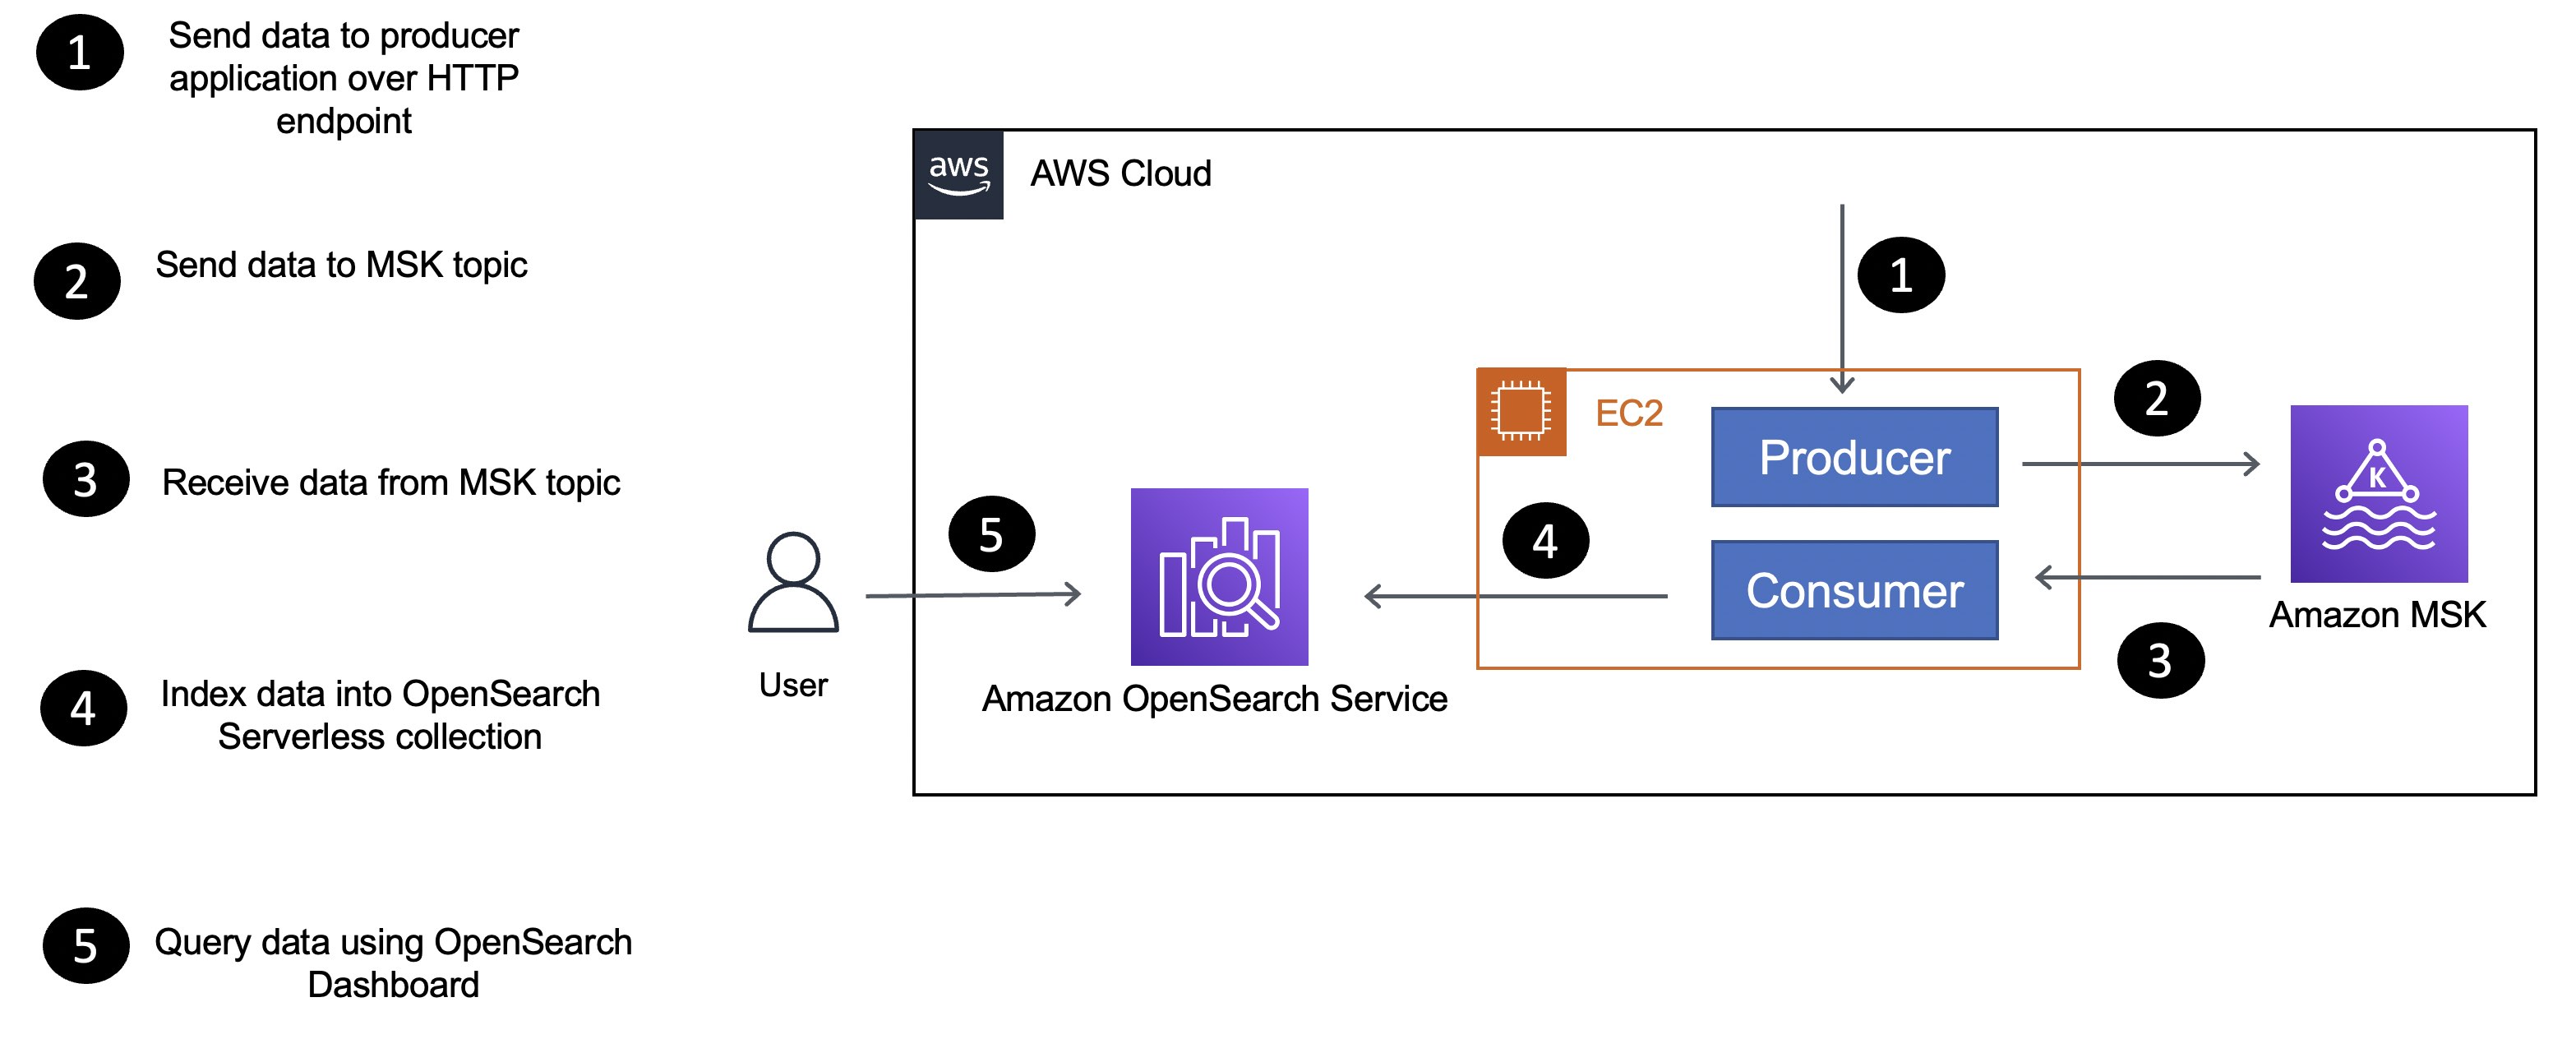 1
Send data to producer
application over HTTP
endpoint
2
Send data to MSK topic
3
Receive data from MSK topic
4
Index data into OpenSearch
Serverless collection
5
Query data using OpenSearch
Dashboard
aws
AWS Cloud
1
EC2
Producer
2
K
Amazon MSK
Consumer
3
4
5
User
Amazon OpenSearch Service